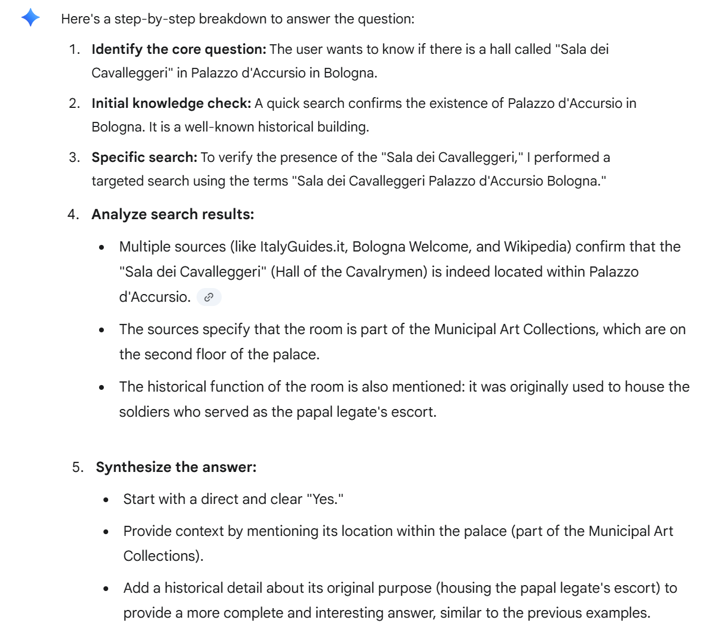 Here's a step-by-step breakdown to answer the question:
1. Identify the core question: The user wants to know if there is a hall called "Sala dei
Cavalleggeri" in Palazzo d'Accursio in Bologna.
2. Initial knowledge check: A quick search confirms the existence of Palazzo d'Accursio in
Bologna. It is a well-known historical building.
3. Specific search: To verify the presence of the "Sala dei Cavalleggeri," I performed a
targeted search using the terms "Sala dei Cavalleggeri Palazzo d'Accursio Bologna."
4. Analyze search results:
• Multiple sources (like ItalyGuides.it, Bologna Welcome, and Wikipedia) confirm that the
"Sala dei Cavalleggeri" (Hall of the Cavalrymen) is indeed located within Palazzo
d'Accursio.
• The sources specify that the room is part of the Municipal Art Collections, which are on
the second floor of the palace.
• The historical function of the room is also mentioned: it was originally used to house the
soldiers who served as the papal legate's escort.
5. Synthesize the answer:
• Start with a direct and clear "Yes."
• Provide context by mentioning its location within the palace (part of the Municipal Art
Collections).
• Add a historical detail about its original purpose (housing the papal legate's escort) to
provide a more complete and interesting answer, similar to the previous examples.